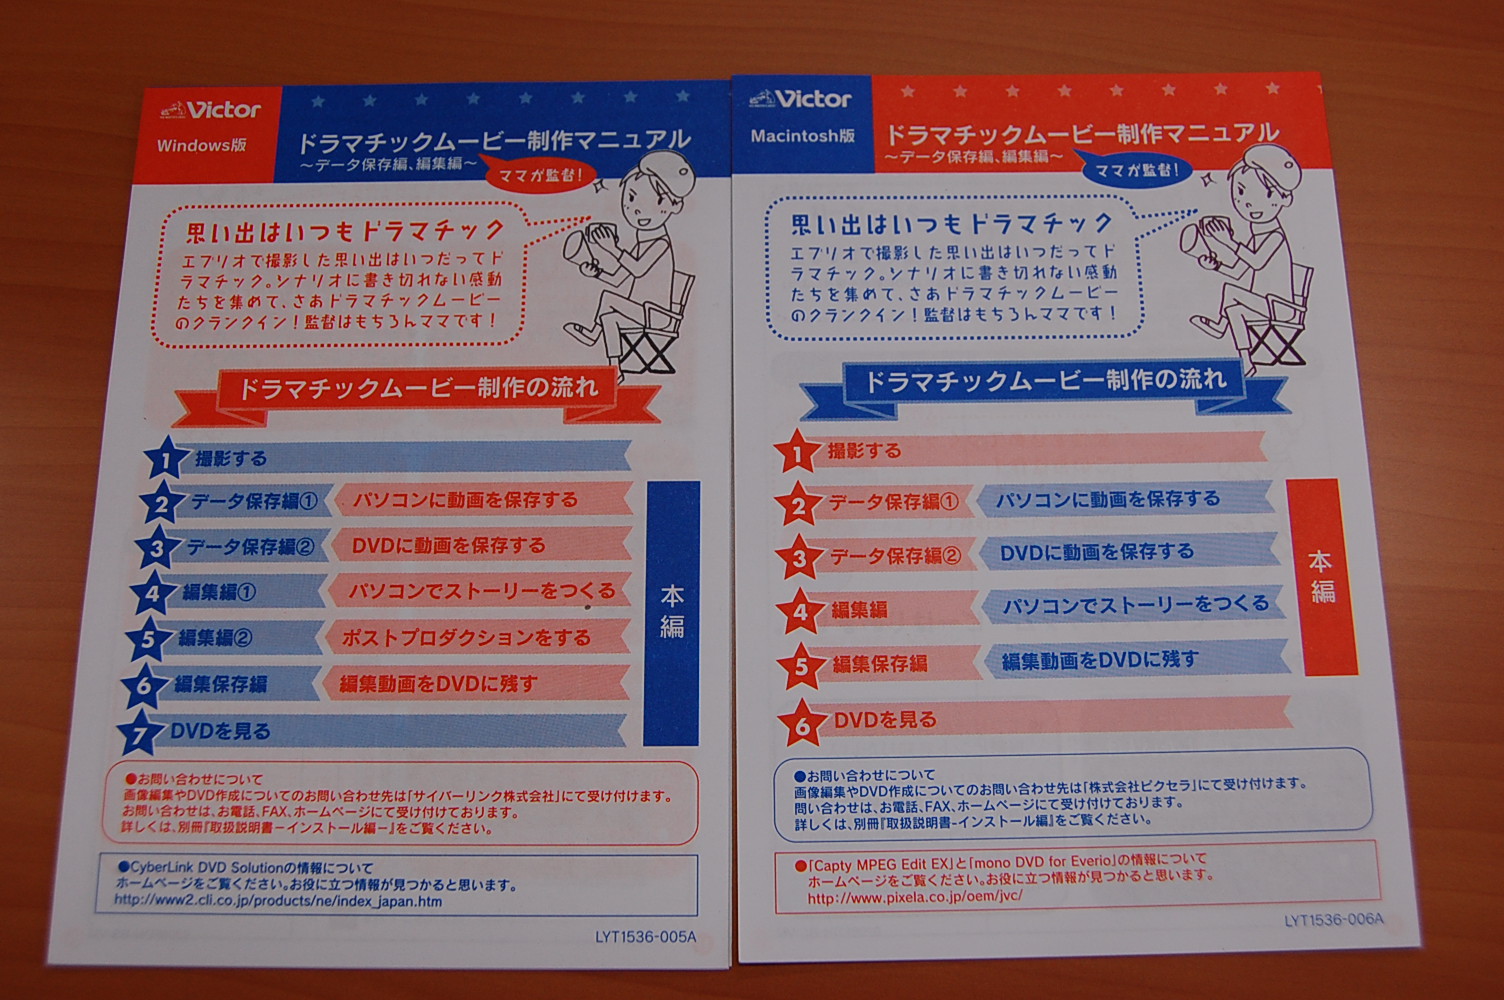 Victor
Windows版
ドラマチックムービー制作マニュアル
〜データ保存編、編集編〜
ママが監督!
思い出はいつもドラマチック
エブリオで撮影した思い出はいつだってド
ラマチック。シナリオに書き切れない感動
たちを集めて、さあドラマチックムービー
のクランクイン!監督はもちろんママです!
ドラマチックムービー制作の流れ
1 撮影する
2 データ保存編① パソコンに動画を保存する
3 データ保存編② DVDに動画を保存する
4 編集編① パソコンでストーリーをつくる
5 編集編② ポストプロダクションをする
6 編集保存編 編集動画をDVDに残す
7 DVDを見る
本編
●お問い合わせについて
画像編集やDVD作成についてのお問い合わせ先は「サイバーリンク株式会社」にて受け付けます。
お問い合わせは、お電話、FAX、ホームページにて受け付けております。
詳しくは、別冊『取扱説明書－インストール編－』をご覧ください。
●CyberLink DVD Solutionの情報について
ホームページをご覧ください。お役に立つ情報が見つかると思います。
http://www2.cli.co.jp/products/ne/index_japan.htm
LYT1536-005A
Victor
Macintosh版
ドラマチックムービー制作マニュアル
〜データ保存編、編集編〜
ママが監督!
思い出はいつもドラマチック
エブリオで撮影した思い出はいつだってド
ラマチック。シナリオに書き切れない感動
たちを集めて、さあドラマチックムービー
のクランクイン!監督はもちろんママです!
ドラマチックムービー制作の流れ
1 撮影する
2 データ保存編① パソコンに動画を保存する
3 データ保存編② DVDに動画を保存する
4 編集編 パソコンでストーリーをつくる
5 編集保存編 編集動画をDVDに残す
6 DVDを見る
本編
●お問い合わせについて
画像編集やDVD作成についてのお問い合わせ先は「株式会社ピクセラ」にて受け付けます。
問い合わせは、お電話、FAX、ホームページにて受け付けております。
詳しくは、別冊『取扱説明書-インストール編』をご覧ください。
●「Capty MPEG Edit EX」と「mono DVD for Everio」の情報について
ホームページをご覧ください。お役に立つ情報が見つかると思います。
http://www.pixela.co.jp/oem/jvc/
LYT1536-006A